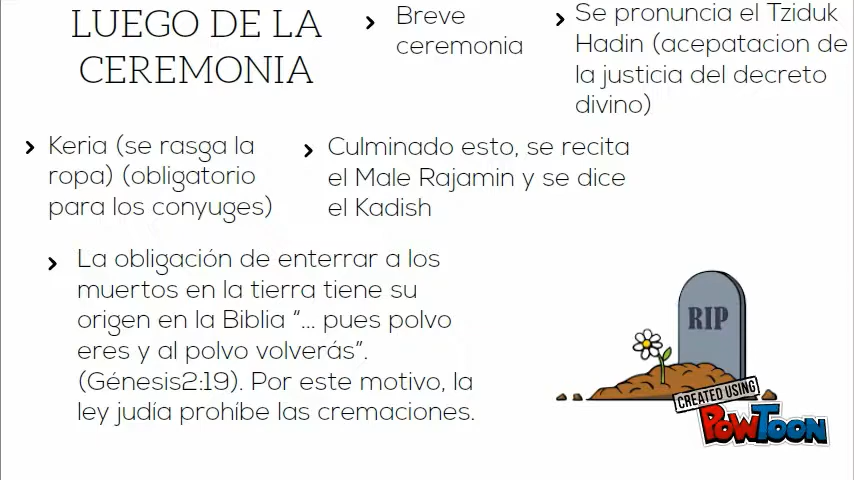 LUEGO DE LA
CEREMONIA
Breve
ceremonia
Se pronuncia el Tziduk
Hadin (acepatacion de
la justicia del decreto
divino)
Keria (se rasga la
ropa) (obligatorio
para los conyuges)
Culminado esto, se recita
el Male Rajamin y se dice
el Kadish
La obligación de enterrar a los
muertos en la tierra tiene su
origen en la Biblia “... pues polvo
eres y al polvo volverás”.
(Génesis2:19). Por este motivo, la
ley judía prohíbe las cremaciones.
RIP
CREATED USING
POWTOON